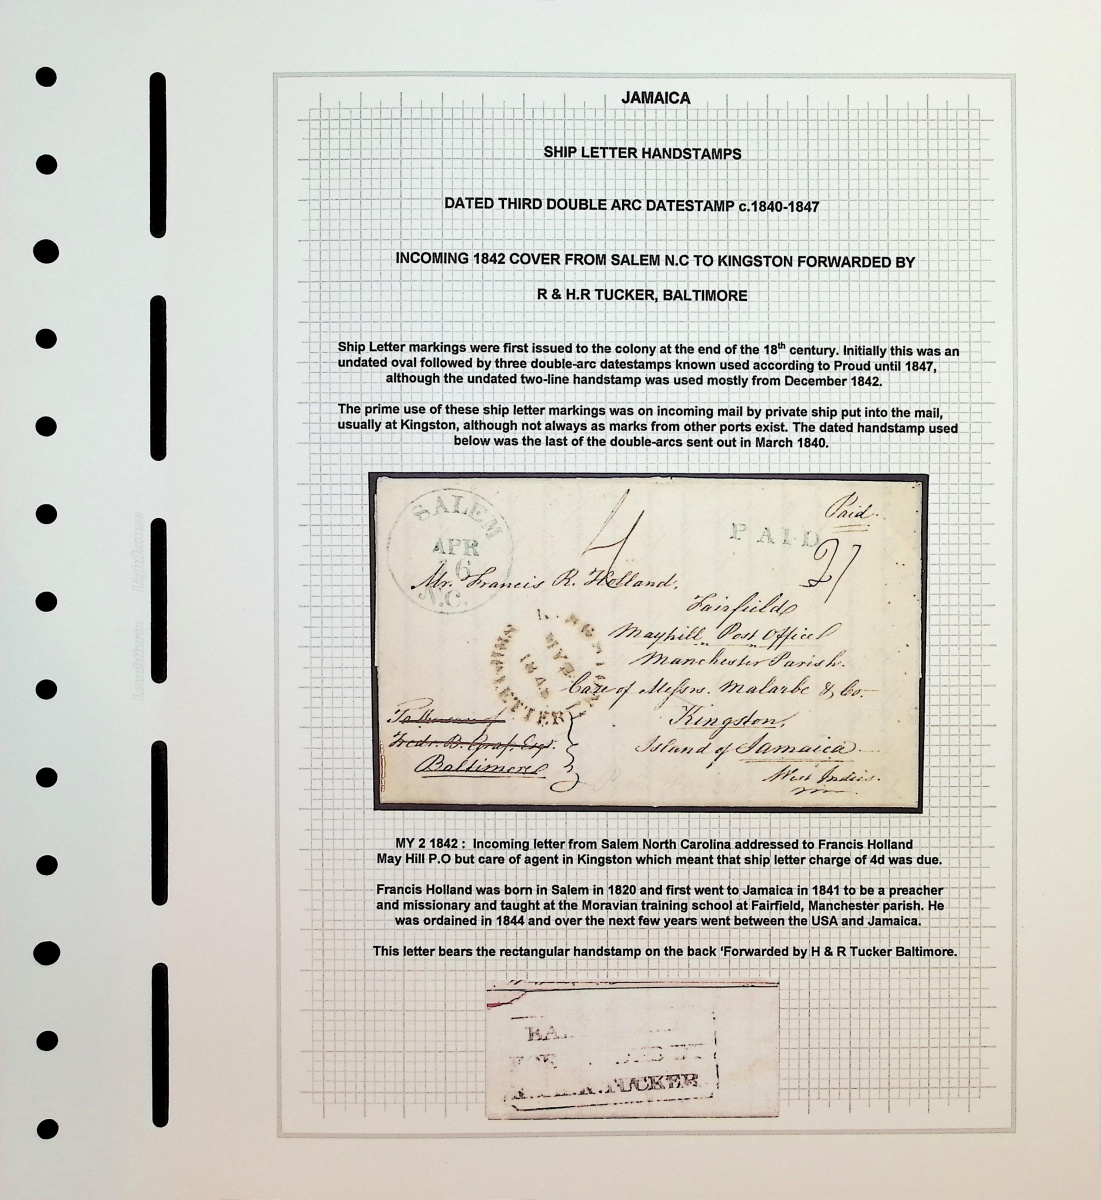 JAMAICA
SHIP LETTER HANDSTAMPS
DATED THIRD DOUBLE ARC DATESTAMP c.1840-1847
INCOMING 1842 COVER FROM SALEM N.C TO KINGSTON FORWARDED BY
R & H.R TUCKER, BALTIMORE
Ship Letter markings were first issued to the colony at the end of the 18th century. Initially this was an
undated oval followed by three double-arc datestamps known used according to Proud until 1847,
although the undated two-line handstamp was used mostly from December 1842.
The prime use of these ship letter markings was on incoming mail by private ship put into the mail,
usually at Kingston, although not always as marks from other ports exist. The dated handstamp used
below was the last of the double-arcs sent out in March 1840.
SALEM
APR
16
N.C.
4
PAID
Paid.
27
Mr. Francis R. Holland.
Fairfield
Mayhill Post Office
Manchester Parish.
Care of Messrs. Malarbe & Co.
Kingston,
Island of Jamaica
West Indies.
SHIP LETTER
MY 2
Fredr. B. Graf. Esqr.
Baltimore
MY 2 1842 : Incoming letter from Salem North Carolina addressed to Francis Holland
May Hill P.O but care of agent in Kingston which meant that ship letter charge of 4d was due.
Francis Holland was born in Salem in 1820 and first went to Jamaica in 1841 to be a preacher
and missionary and taught at the Moravian training school at Fairfield, Manchester parish. He
was ordained in 1844 and over the next few years went between the USA and Jamaica.
This letter bears the rectangular handstamp on the back 'Forwarded by H & R Tucker Baltimore.
TUCKER